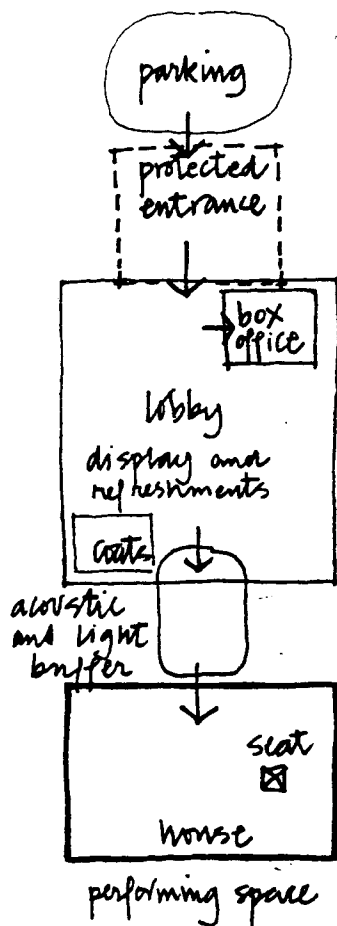 parking
protected
entrance
box
office
lobby
display and
refreshments
coats
acoustic
and light
buffer
seat
house
performing space